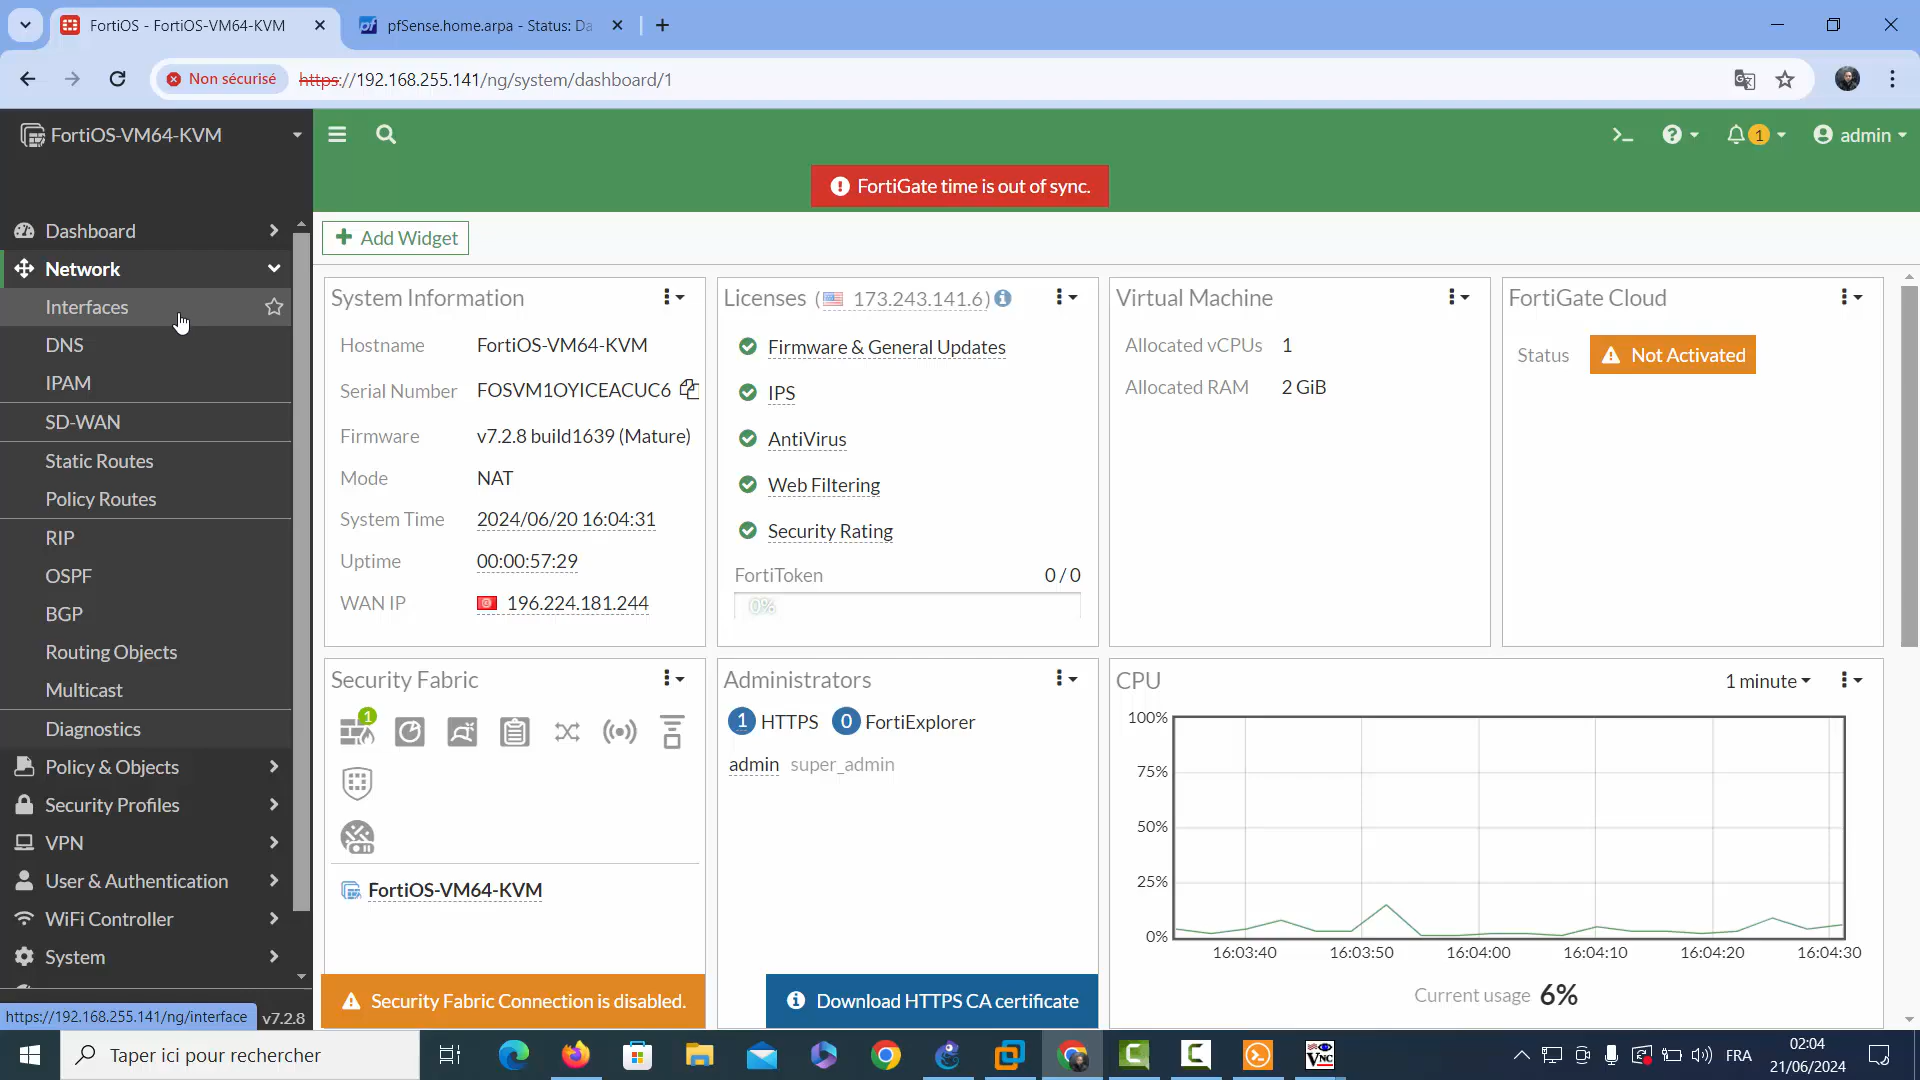 FortiOS - FortiOS-VM64-KVM
pfSense.home.arpa - Status: Da
Non sécurisé
https://192.168.255.141/ng/system/dashboard/1
FortiOS-VM64-KVM
1
admin
FortiGate time is out of sync.
Dashboard
Network
Interfaces
DNS
IPAM
SD-WAN
Static Routes
Policy Routes
RIP
OSPF
BGP
Routing Objects
Multicast
Diagnostics
Policy & Objects
Security Profiles
VPN
User & Authentication
WiFi Controller
System
https://192.168.255.141/ng/interface
v7.2.8
Add Widget
System Information
Hostname FortiOS-VM64-KVM
Serial Number FOSVM1OYICEACUC6
Firmware v7.2.8 build1639 (Mature)
Mode NAT
System Time 2024/06/20 16:04:31
Uptime 00:00:57:29
WAN IP 196.224.181.244
Licenses (173.243.141.6)
Firmware & General Updates
IPS
AntiVirus
Web Filtering
Security Rating
FortiToken 0 / 0
0%
Virtual Machine
Allocated vCPUs 1
Allocated RAM 2 GiB
FortiGate Cloud
Status Not Activated
Security Fabric
1
FortiOS-VM64-KVM
Security Fabric Connection is disabled.
Administrators
1 HTTPS 0 FortiExplorer
admin super_admin
Download HTTPS CA certificate
CPU
1 minute
100%
75%
50%
25%
0%
16:03:40 16:03:50 16:04:00 16:04:10 16:04:20 16:04:30
Current usage 6%
Taper ici pour rechercher
VNC
FRA
02:04
21/06/2024